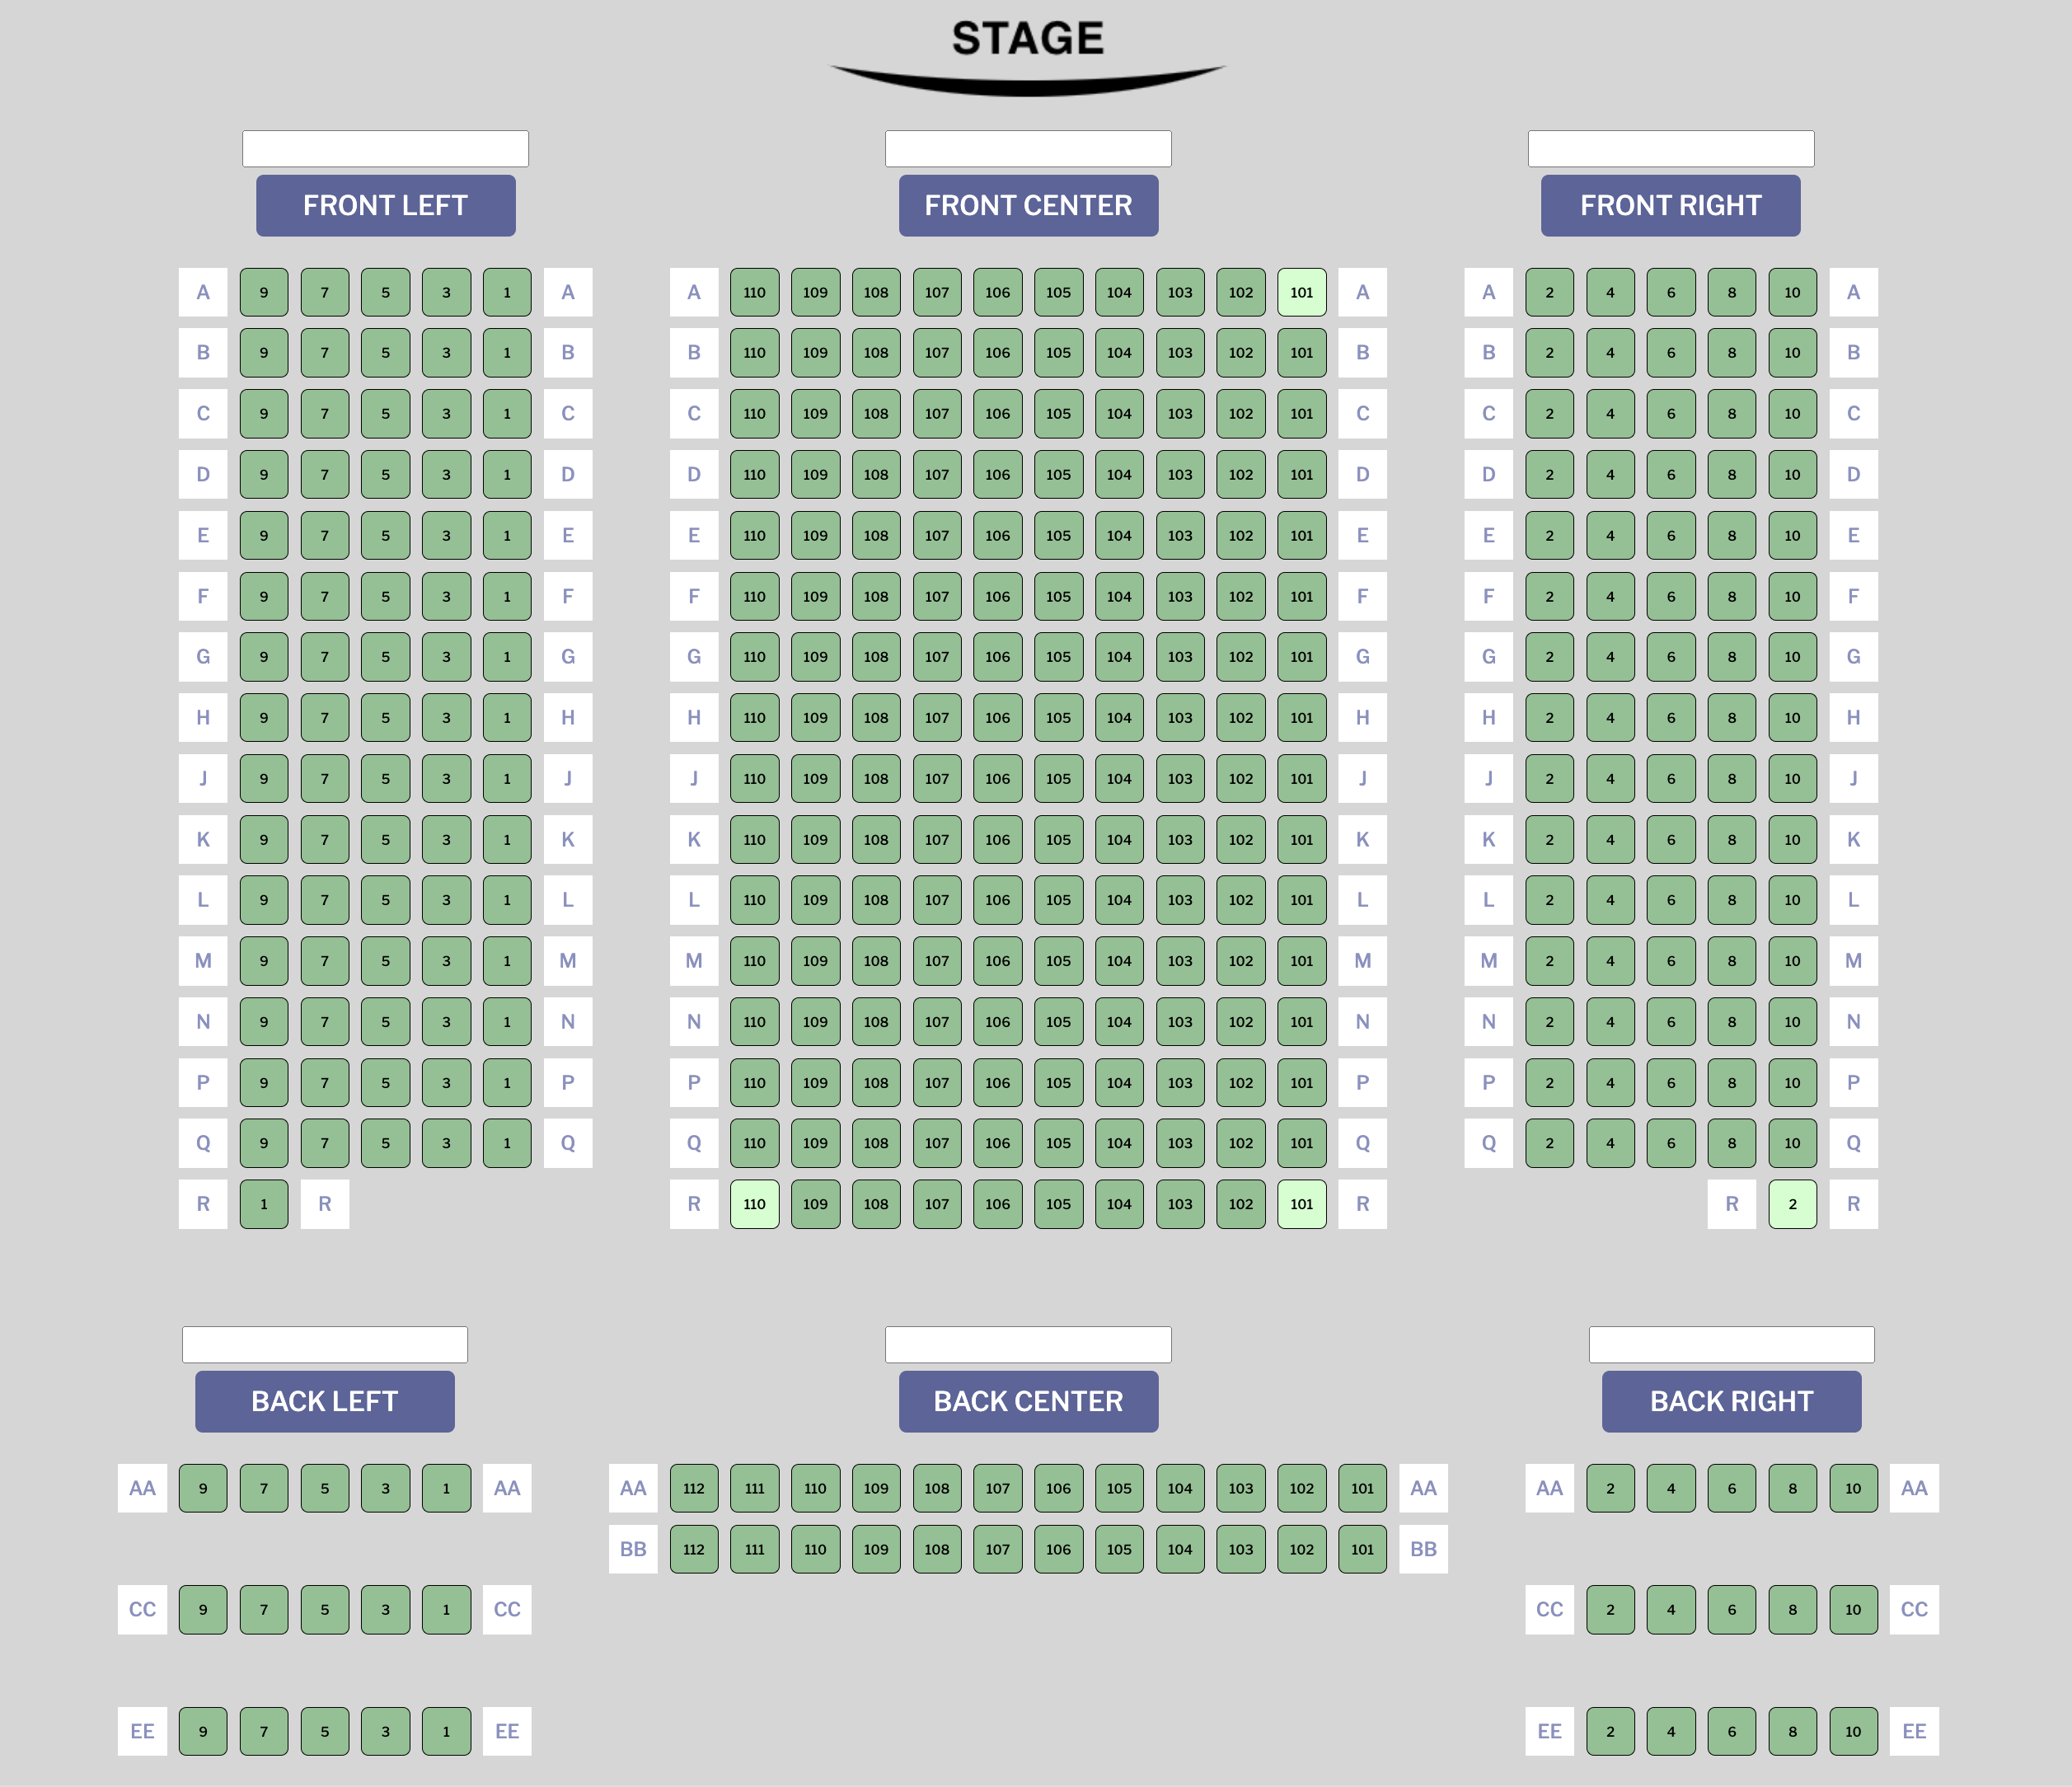 STAGE
FRONT LEFT FRONT CENTER FRONT RIGHT
A 9 7 5 3 1 A A 110 109 108 107 106 105 104 103 102 101 A A 2 4 6 8 10 A
B 9 7 5 3 1 B B 110 109 108 107 106 105 104 103 102 101 B B 2 4 6 8 10 B
C 9 7 5 3 1 C C 110 109 108 107 106 105 104 103 102 101 C C 2 4 6 8 10 C
D 9 7 5 3 1 D D 110 109 108 107 106 105 104 103 102 101 D D 2 4 6 8 10 D
E 9 7 5 3 1 E E 110 109 108 107 106 105 104 103 102 101 E E 2 4 6 8 10 E
F 9 7 5 3 1 F F 110 109 108 107 106 105 104 103 102 101 F F 2 4 6 8 10 F
G 9 7 5 3 1 G G 110 109 108 107 106 105 104 103 102 101 G G 2 4 6 8 10 G
H 9 7 5 3 1 H H 110 109 108 107 106 105 104 103 102 101 H H 2 4 6 8 10 H
J 9 7 5 3 1 J J 110 109 108 107 106 105 104 103 102 101 J J 2 4 6 8 10 J
K 9 7 5 3 1 K K 110 109 108 107 106 105 104 103 102 101 K K 2 4 6 8 10 K
L 9 7 5 3 1 L L 110 109 108 107 106 105 104 103 102 101 L L 2 4 6 8 10 L
M 9 7 5 3 1 M M 110 109 108 107 106 105 104 103 102 101 M M 2 4 6 8 10 M
N 9 7 5 3 1 N N 110 109 108 107 106 105 104 103 102 101 N N 2 4 6 8 10 N
P 9 7 5 3 1 P P 110 109 108 107 106 105 104 103 102 101 P P 2 4 6 8 10 P
Q 9 7 5 3 1 Q Q 110 109 108 107 106 105 104 103 102 101 Q Q 2 4 6 8 10 Q
R 1 R R 110 109 108 107 106 105 104 103 102 101 R R 2 R
BACK LEFT BACK CENTER BACK RIGHT
AA 9 7 5 3 1 AA AA 112 111 110 109 108 107 106 105 104 103 102 101 AA AA 2 4 6 8 10 AA
BB 112 111 110 109 108 107 106 105 104 103 102 101 BB
CC 9 7 5 3 1 CC CC 2 4 6 8 10 CC
EE 9 7 5 3 1 EE EE 2 4 6 8 10 EE